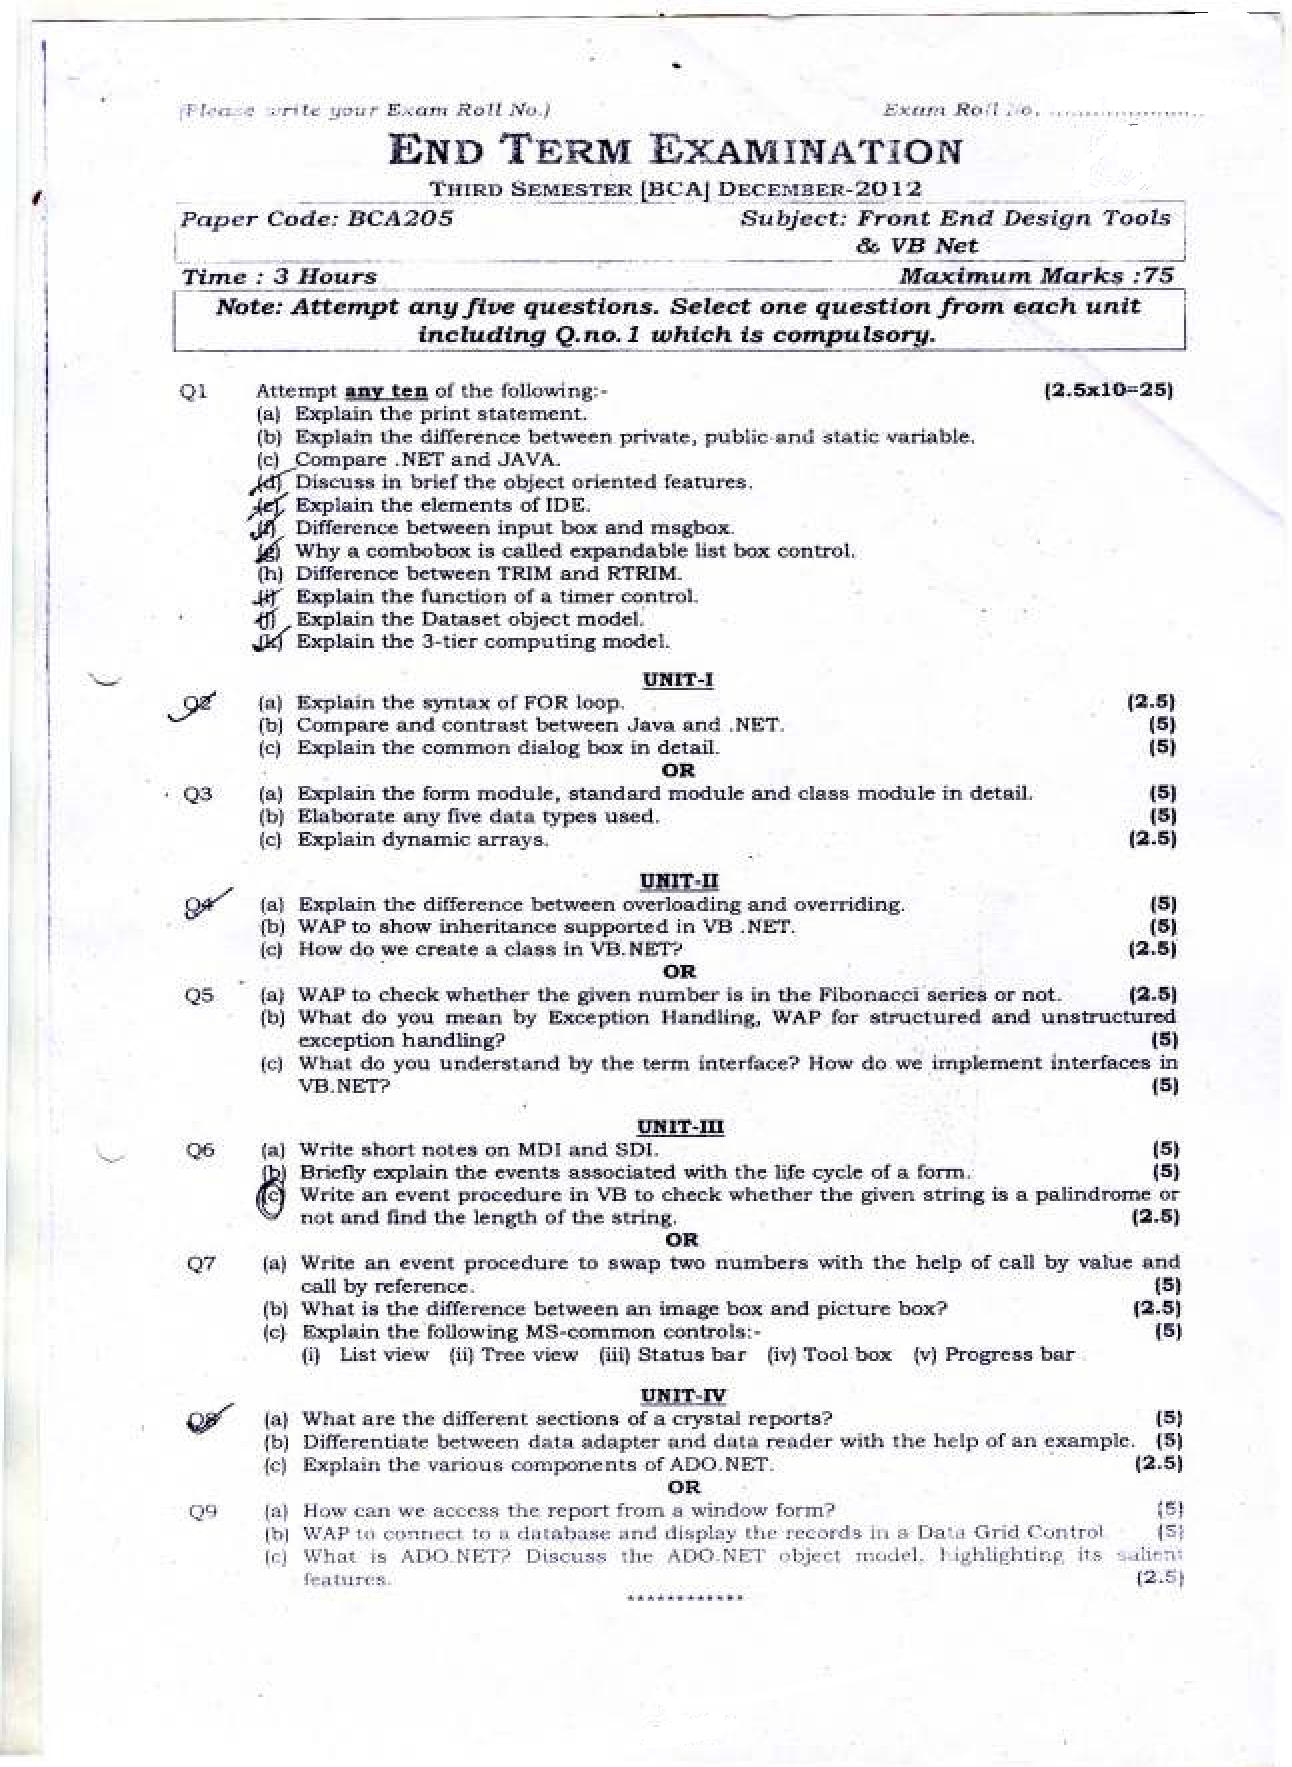 (Please write your Exam Roll No.) Exam Roll No. ......................
END TERM EXAMINATION
THIRD SEMESTER [BCA] DECEMBER-2012
Paper Code: BCA205 Subject: Front End Design Tools
& VB Net
Time : 3 Hours Maximum Marks :75
Note: Attempt any five questions. Select one question from each unit
including Q.no.1 which is compulsory.
Q1 Attempt any ten of the following:- (2.5x10=25)
(a) Explain the print statement.
(b) Explain the difference between private, public and static variable.
(c) Compare .NET and JAVA.
(d) Discuss in brief the object oriented features.
(e) Explain the elements of IDE.
(f) Difference between input box and msgbox.
(g) Why a combobox is called expandable list box control.
(h) Difference between TRIM and RTRIM.
(i) Explain the function of a timer control.
(j) Explain the Dataset object model.
(k) Explain the 3-tier computing model.
UNIT-I
Q2 (a) Explain the syntax of FOR loop. (2.5)
(b) Compare and contrast between Java and .NET. (5)
(c) Explain the common dialog box in detail. (5)
OR
Q3 (a) Explain the form module, standard module and class module in detail. (5)
(b) Elaborate any five data types used. (5)
(c) Explain dynamic arrays. (2.5)
UNIT-II
Q4 (a) Explain the difference between overloading and overriding. (5)
(b) WAP to show inheritance supported in VB .NET. (5)
(c) How do we create a class in VB.NET? (2.5)
OR
Q5 (a) WAP to check whether the given number is in the Fibonacci series or not. (2.5)
(b) What do you mean by Exception Handling, WAP for structured and unstructured
exception handling? (5)
(c) What do you understand by the term interface? How do we implement interfaces in
VB.NET? (5)
UNIT-III
Q6 (a) Write short notes on MDI and SDI. (5)
(b) Briefly explain the events associated with the life cycle of a form. (5)
(c) Write an event procedure in VB to check whether the given string is a palindrome or
not and find the length of the string. (2.5)
OR
Q7 (a) Write an event procedure to swap two numbers with the help of call by value and
call by reference. (5)
(b) What is the difference between an image box and picture box? (2.5)
(c) Explain the following MS-common controls:- (5)
(i) List view (ii) Tree view (iii) Status bar (iv) Tool box (v) Progress bar
UNIT-IV
Q8 (a) What are the different sections of a crystal reports? (5)
(b) Differentiate between data adapter and data reader with the help of an example. (5)
(c) Explain the various components of ADO.NET. (2.5)
OR
Q9 (a) How can we access the report from a window form? (5)
(b) WAP to connect to a database and display the records in a Data Grid Control (5)
(c) What is ADO.NET? Discuss the ADO.NET object model, highlighting its salient
features. (2.5)
************